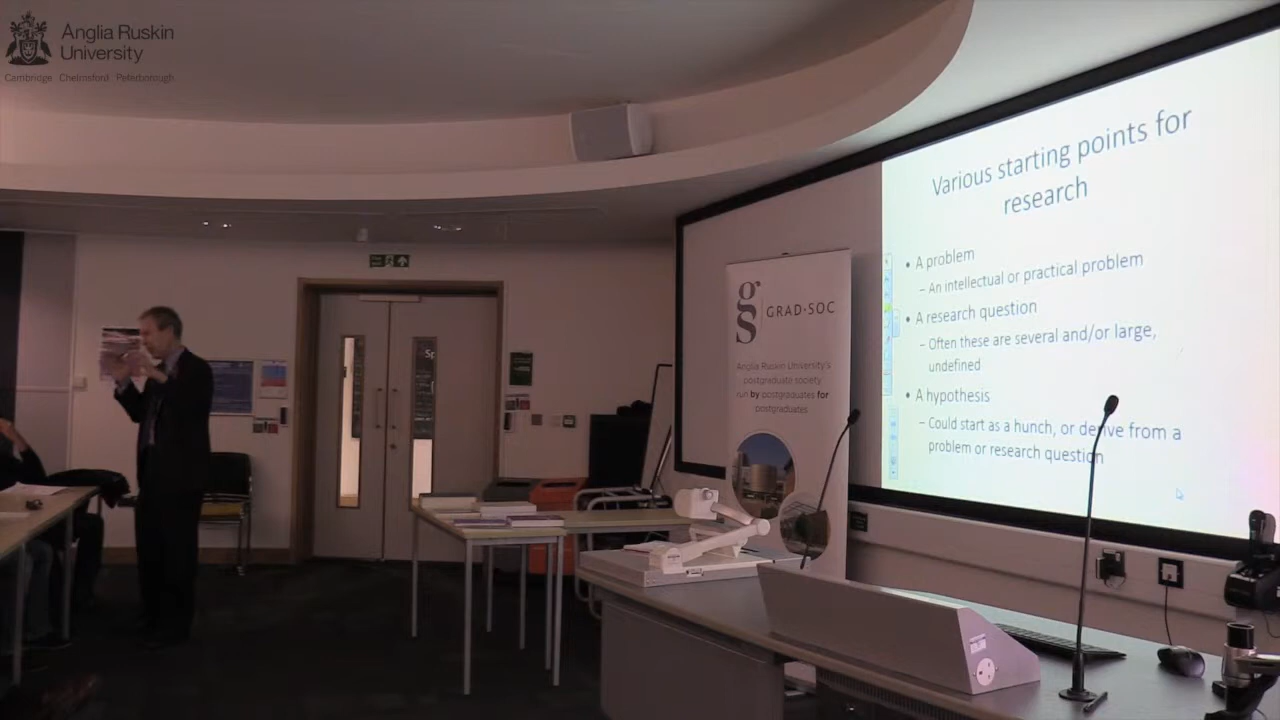 Anglia Ruskin
University
Cambridge Chelmsford Peterborough
Various starting points for
research
• A problem
– An intellectual or practical problem
• A research question
– Often these are several and/or large,
undefined
• A hypothesis
– Could start as a hunch, or derive from a
problem or research question
gs GRAD·SOC
Anglia Ruskin University's
postgraduate society
run by postgraduates for
postgraduates
Sp